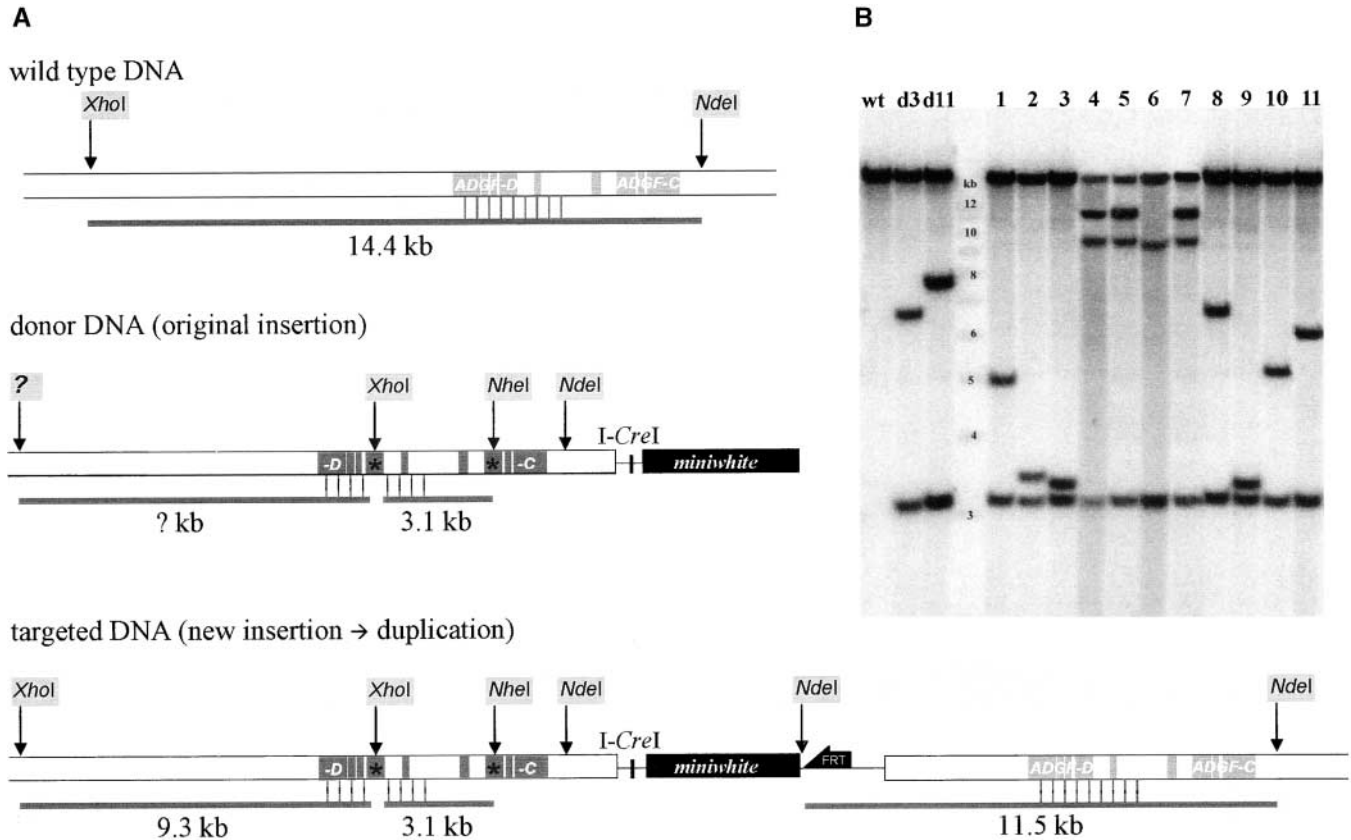 A
wild type DNA
XhoI
NdeI
ADGF-D
ADGF-C
14.4 kb
donor DNA (original insertion)
?
XhoI
NheI
NdeI
I-CreI
-D
*
*
-C
miniwhite
? kb
3.1 kb
targeted DNA (new insertion → duplication)
XhoI
XhoI
NheI
NdeI
NdeI
NdeI
I-CreI
-D
*
*
-C
miniwhite
FRT
ADGF-D
ADGF-C
9.3 kb
3.1 kb
11.5 kb
B
wt d3 d11 1 2 3 4 5 6 7 8 9 10 11
kb
12
10
8
6
5
4
3